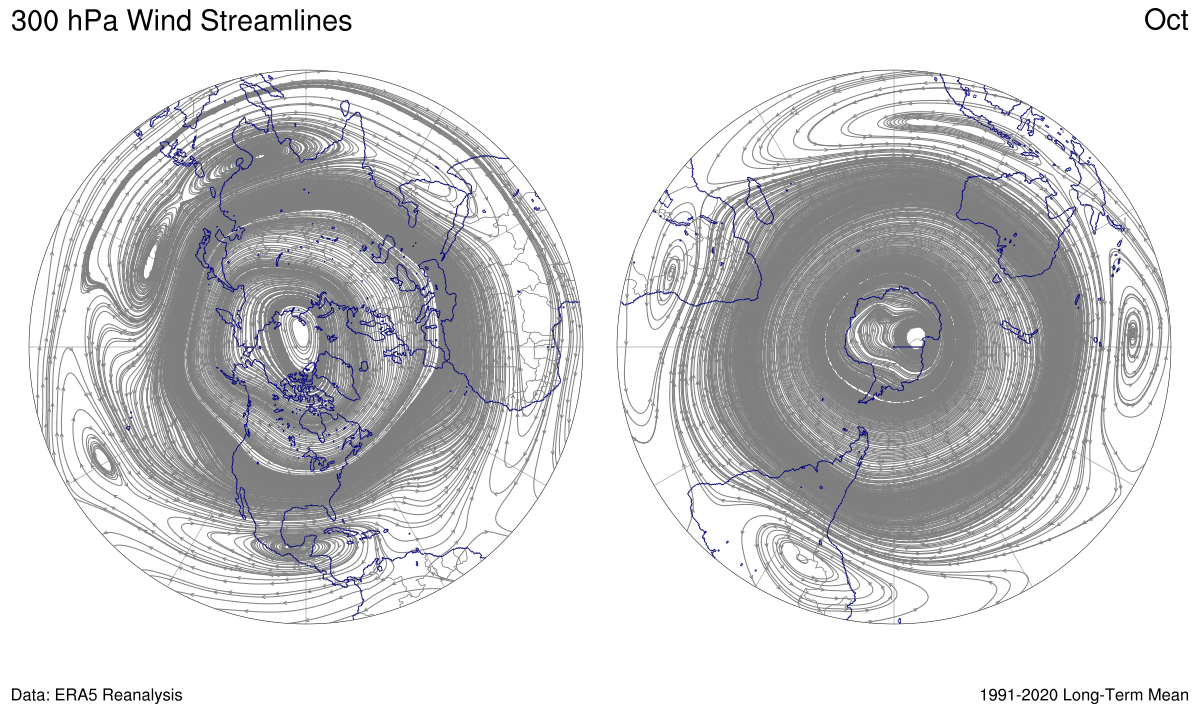 300 hPa Wind Streamlines
Oct
Data: ERA5 Reanalysis
1991-2020 Long-Term Mean